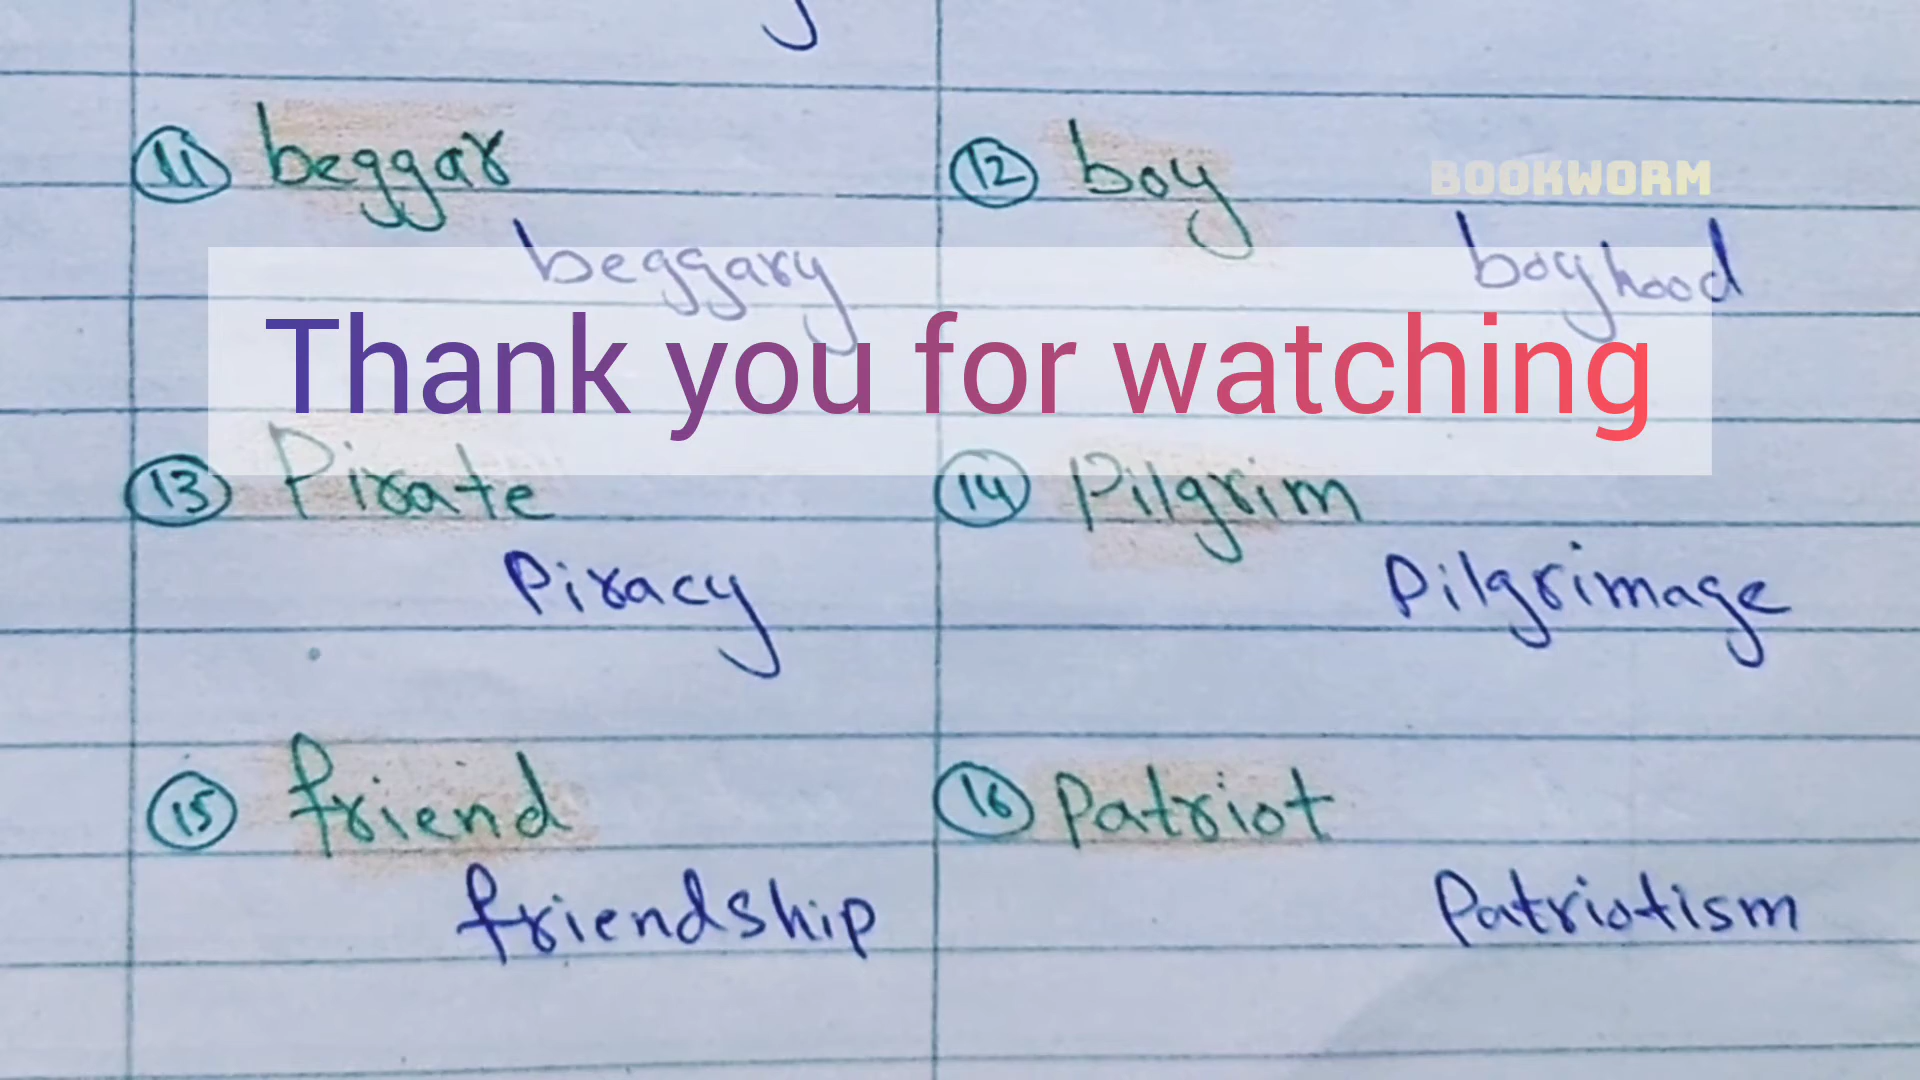 11 beggar
beggary
12 boy
BOOKWORM
boyhood
Thank you for watching
13 Pirate
Piracy
14 Pilgrim
Pilgrimage
15 friend
friendship
16 Patriot
Patriotism